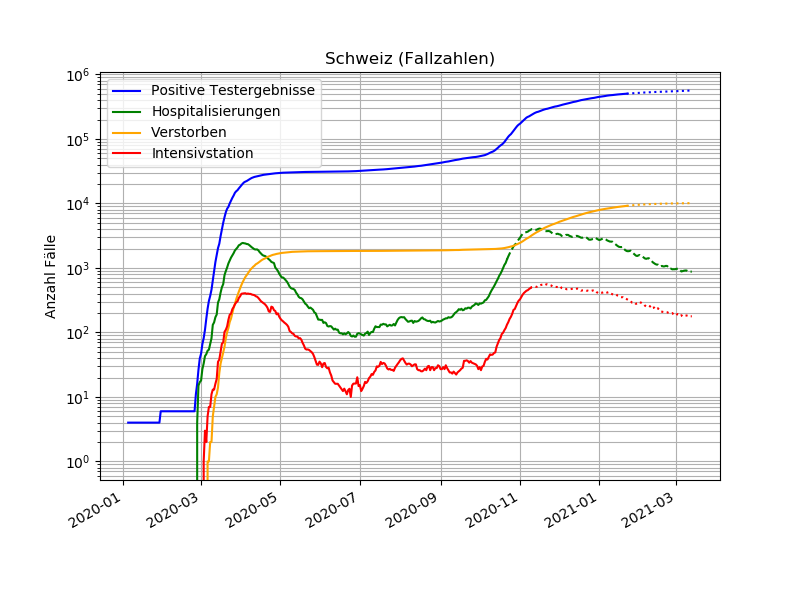 Schweiz (Fallzahlen)
Positive Testergebnisse
Hospitalisierungen
Verstorben
Intensivstation
Anzahl Fälle
10^6
10^5
10^4
10^3
10^2
10^1
10^0
2020-01
2020-03
2020-05
2020-07
2020-09
2020-11
2021-01
2021-03